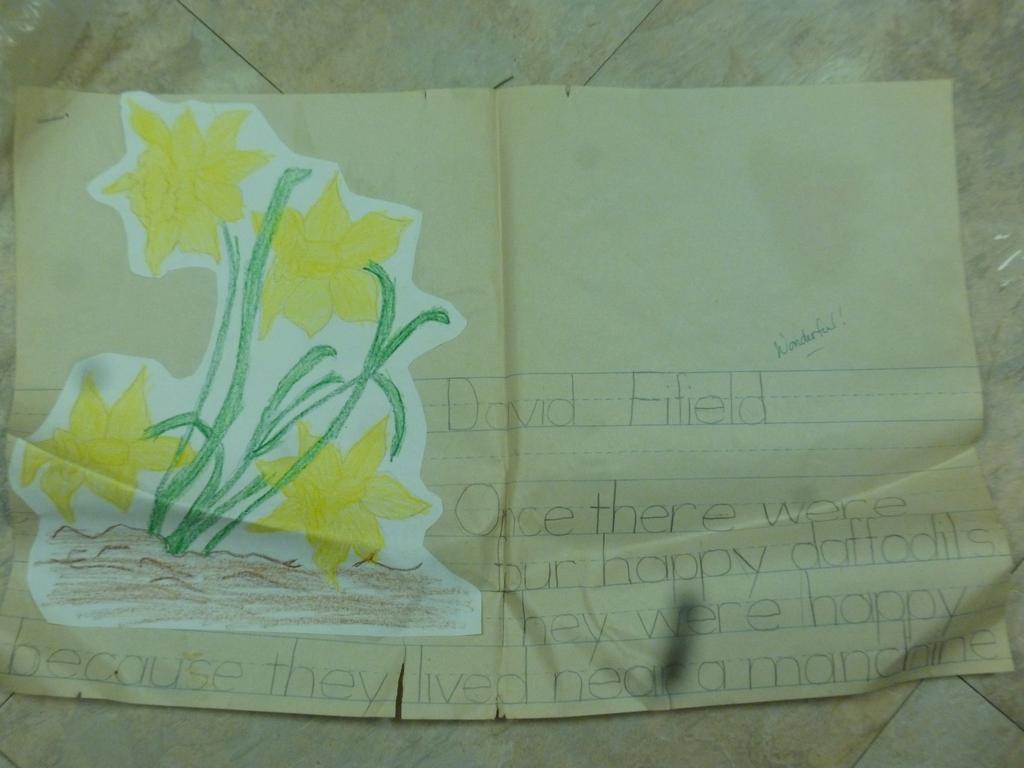 Wonderful!
David Fifield
Once there were
four happy daffodils
They were happy
because they lived near a manchine